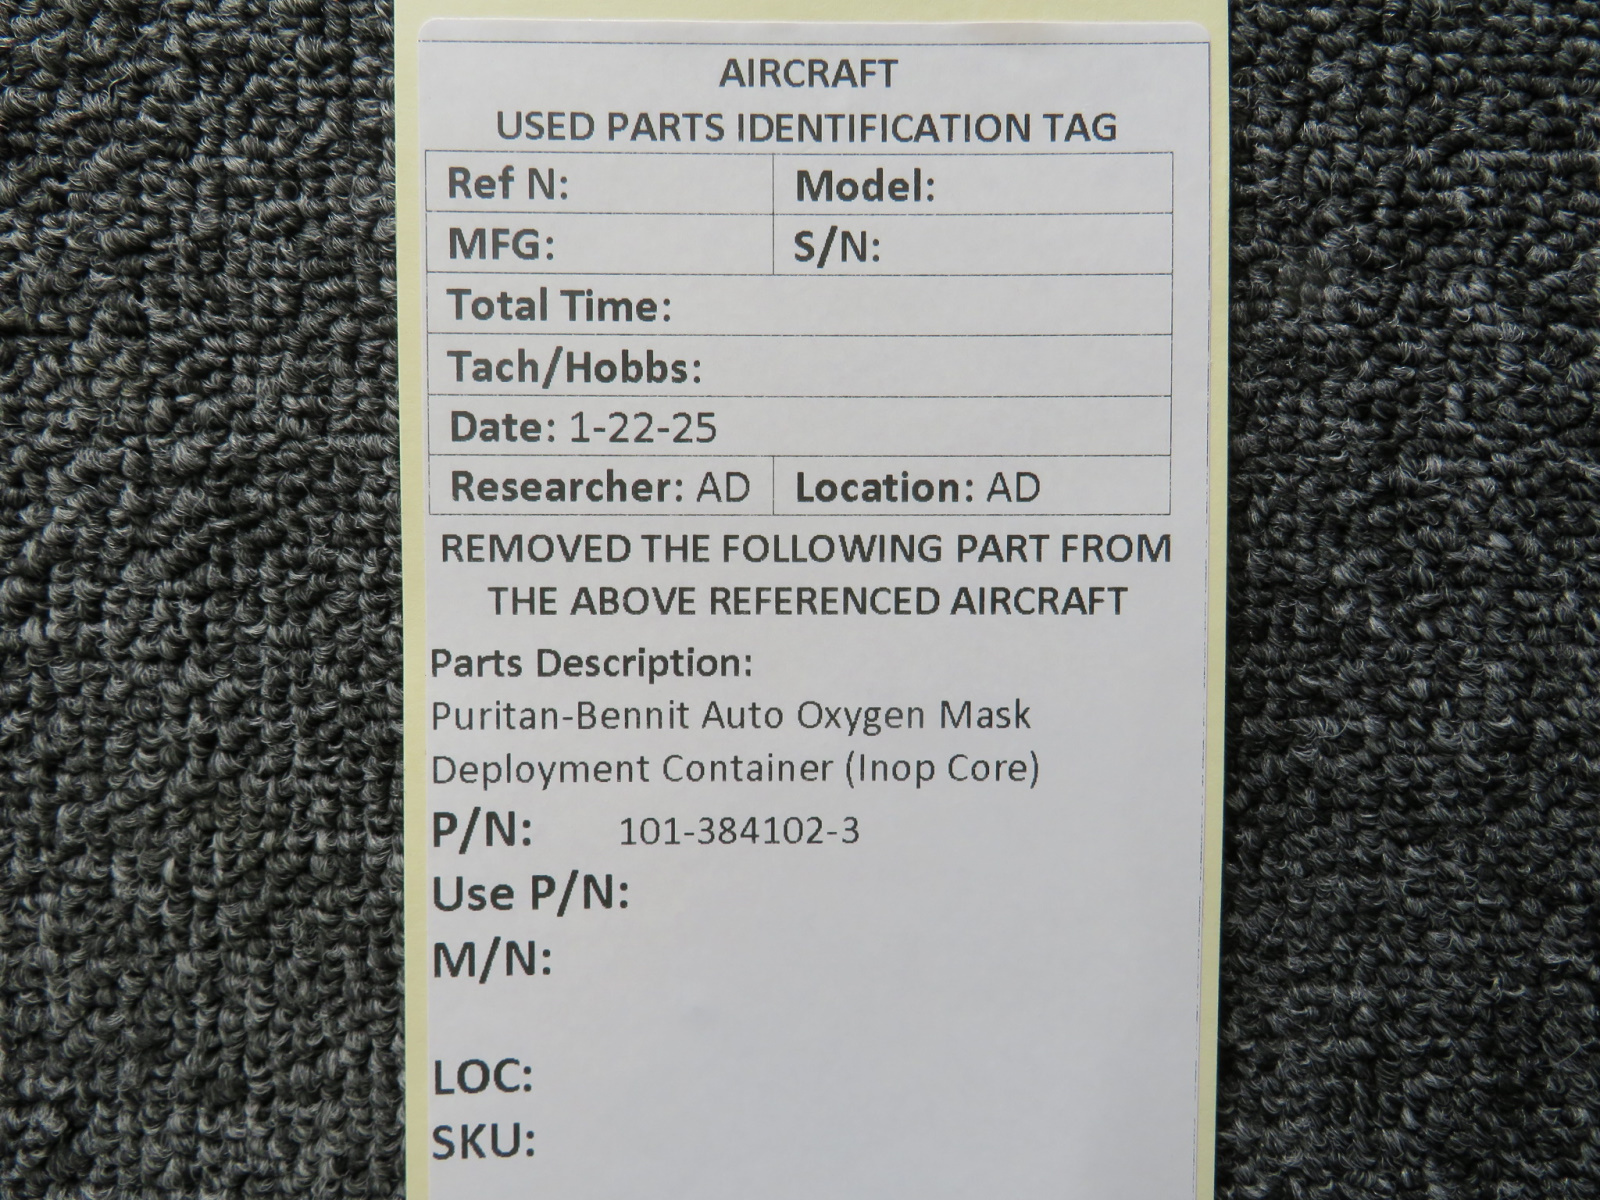 AIRCRAFT
USED PARTS IDENTIFICATION TAG
Ref N: Model:
MFG: S/N:
Total Time:
Tach/Hobbs:
Date: 1-22-25
Researcher: AD Location: AD
REMOVED THE FOLLOWING PART FROM
THE ABOVE REFERENCED AIRCRAFT
Parts Description:
Puritan-Bennit Auto Oxygen Mask
Deployment Container (Inop Core)
P/N: 101-384102-3
Use P/N:
M/N:
LOC:
SKU: